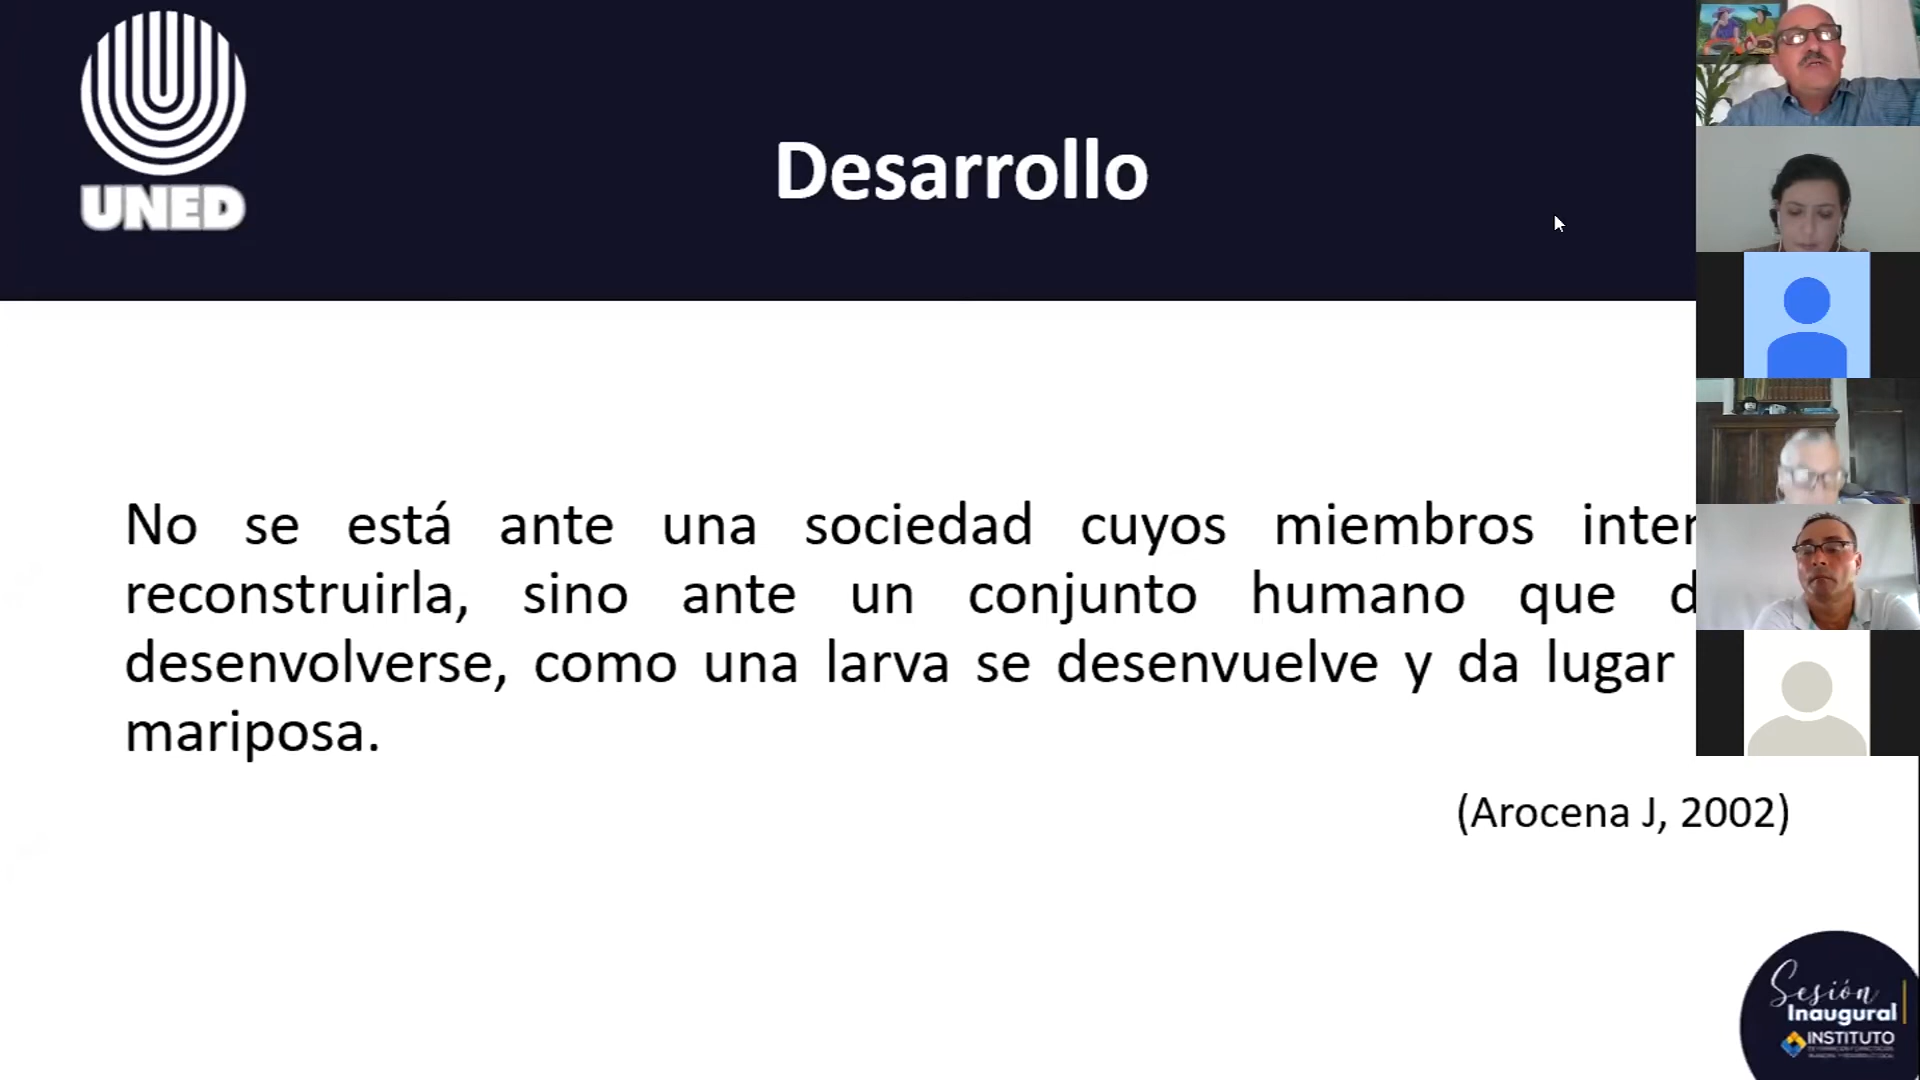 UNED
Desarrollo
No se está ante una sociedad cuyos miembros
reconstruirla, sino ante un conjunto humano que
desenvolverse, como una larva se desenvuelve y da lugar
mariposa.
(Arocena J, 2002)
Sesión
Inaugural
INSTITUTO